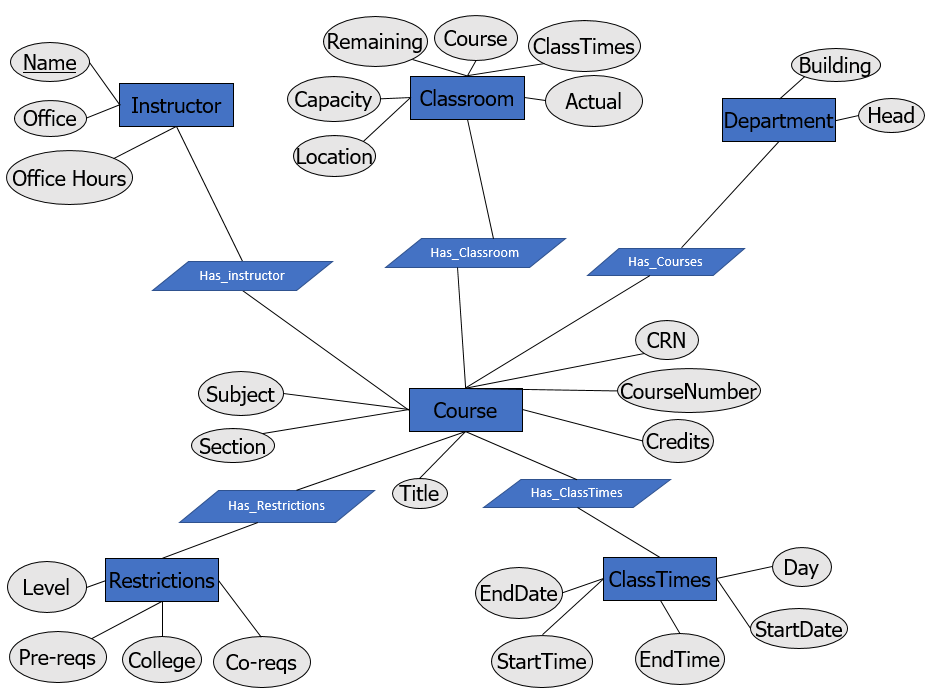 Name
Office
Office Hours
Instructor
Remaining
Course
ClassTimes
Capacity
Location
Classroom
Actual
Building
Head
Department
Has_instructor
Has_Classroom
Has_Courses
Subject
Section
Course
CRN
CourseNumber
Credits
Title
Has_Restrictions
Has_ClassTimes
Level
Restrictions
Pre-reqs
College
Co-reqs
EndDate
ClassTimes
Day
StartDate
StartTime
EndTime